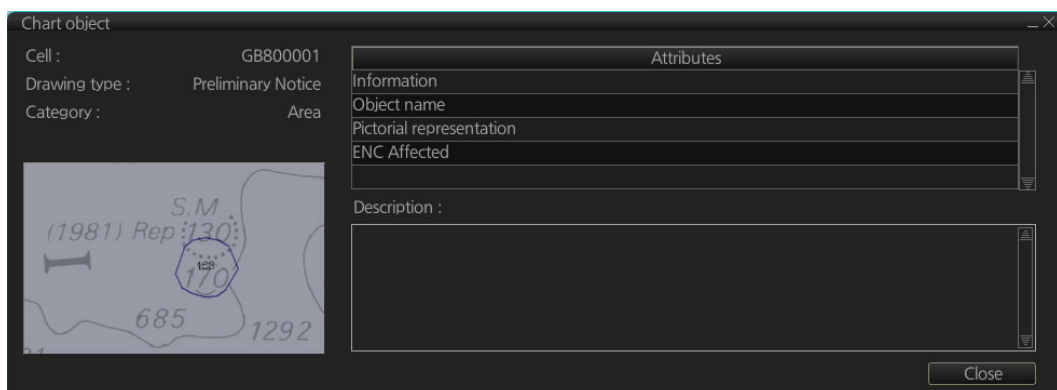 Chart object
Cell : GB800001
Drawing type : Preliminary Notice
Category : Area
S.M
(1981) Rep 130
170
685
1292
Attributes
Information
Object name
Pictorial representation
ENC Affected
Description :
Close